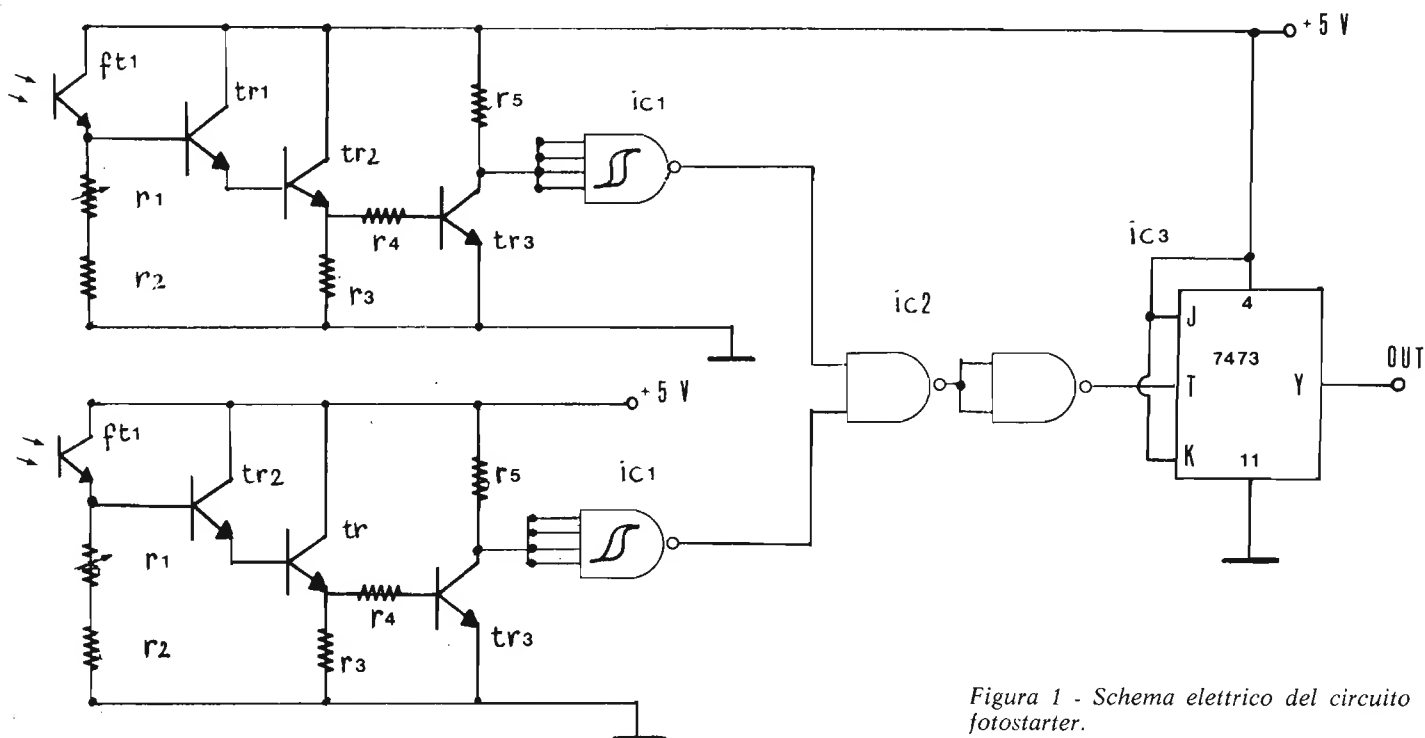 +5 V
ft1
tr1
r5
ic1
tr2
r1
r4
tr3
r2
r3
ic3
4
J
ic2
7473
OUT
T
Y
K
11
+5 V
ft1
tr2
r5
ic1
tr
r1
r4
r2
r3
tr3
Figura 1 - Schema elettrico del circuito
fotostarter.